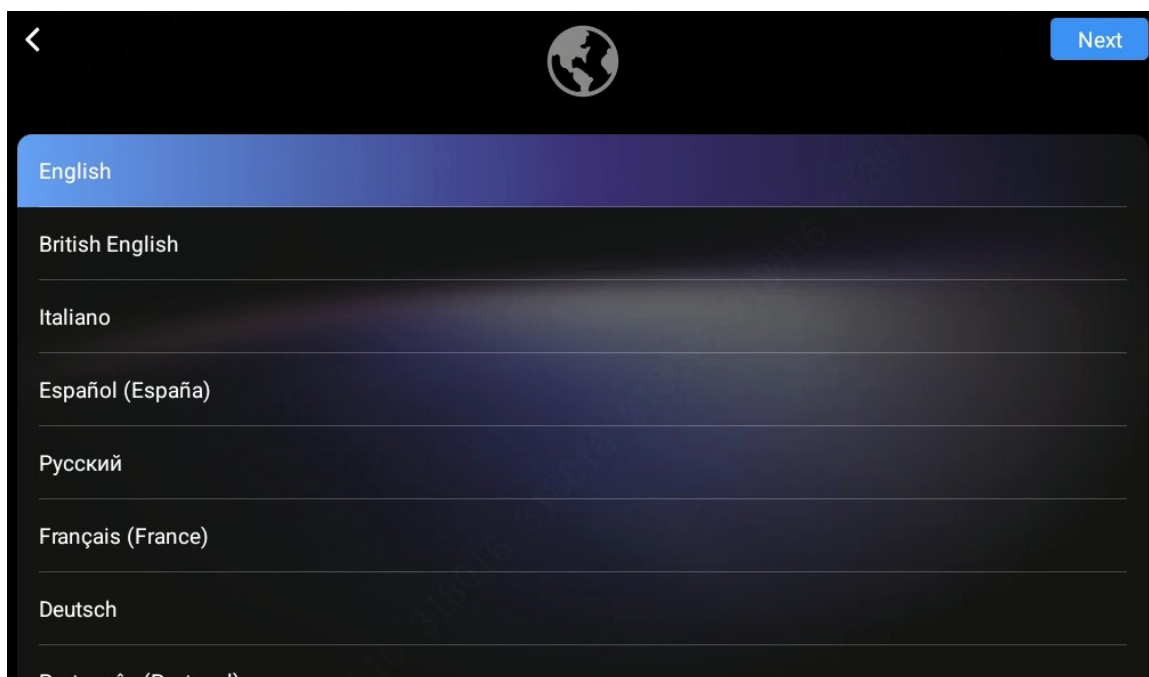 Next
English
British English
Italiano
Español (España)
Русский
Français (France)
Deutsch